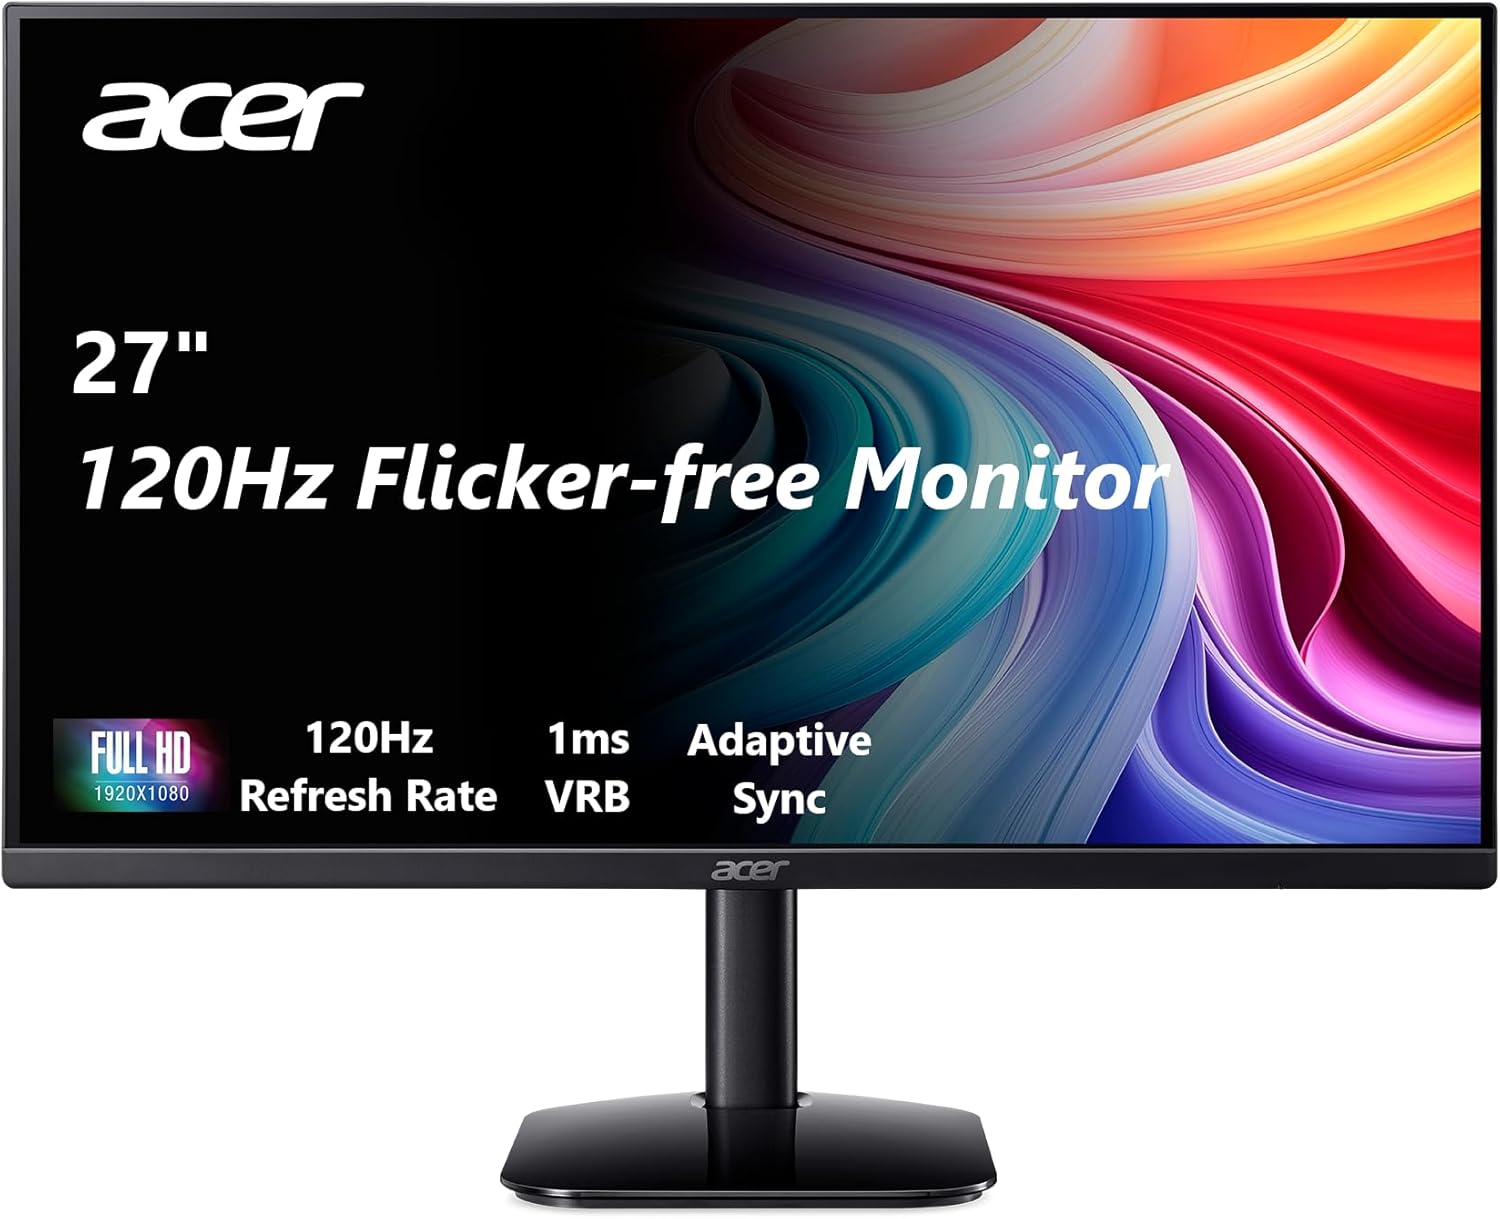 acer
27"
120Hz Flicker-free Monitor
FULL HD
1920X1080
120Hz
Refresh Rate
1ms
VRB
Adaptive
Sync
acer